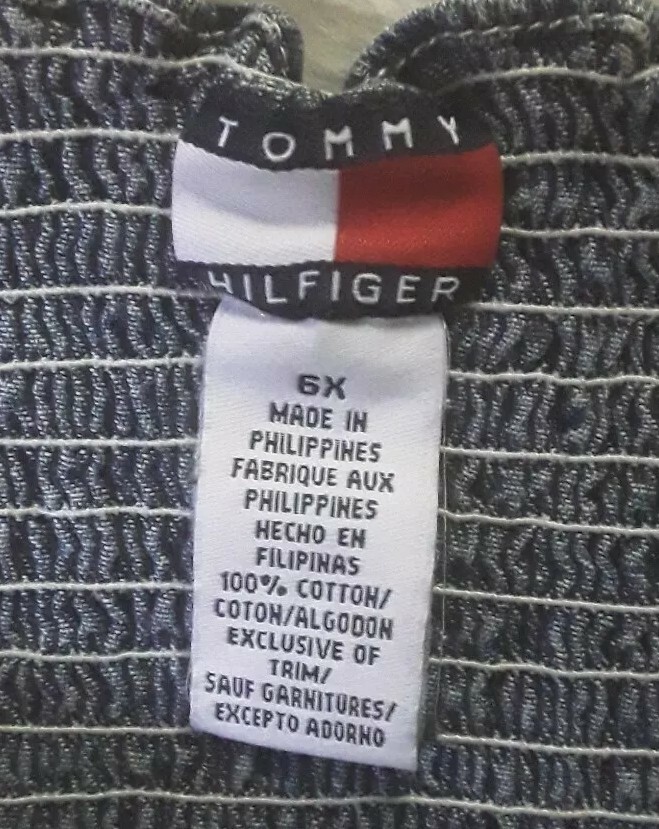 TOMMY
HILFIGER
6X
MADE IN
PHILIPPINES
FABRIQUE AUX
PHILIPPINES
HECHO EN
FILIPINAS
100% COTTON/
COTON/ALGODON
EXCLUSIVE OF
TRIM/
SAUF GARNITURES/
EXCEPTO ADORNO